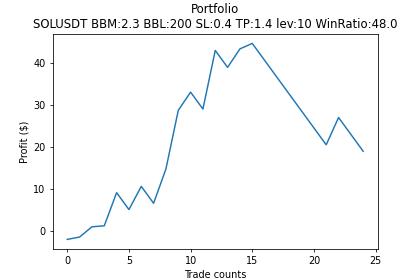 Portfolio
SOLUSDT BBM:2.3 BBL:200 SL:0.4 TP:1.4 lev:10 WinRatio:48.0
Profit ($)
40
30
20
10
0
0 5 10 15 20 25
Trade counts